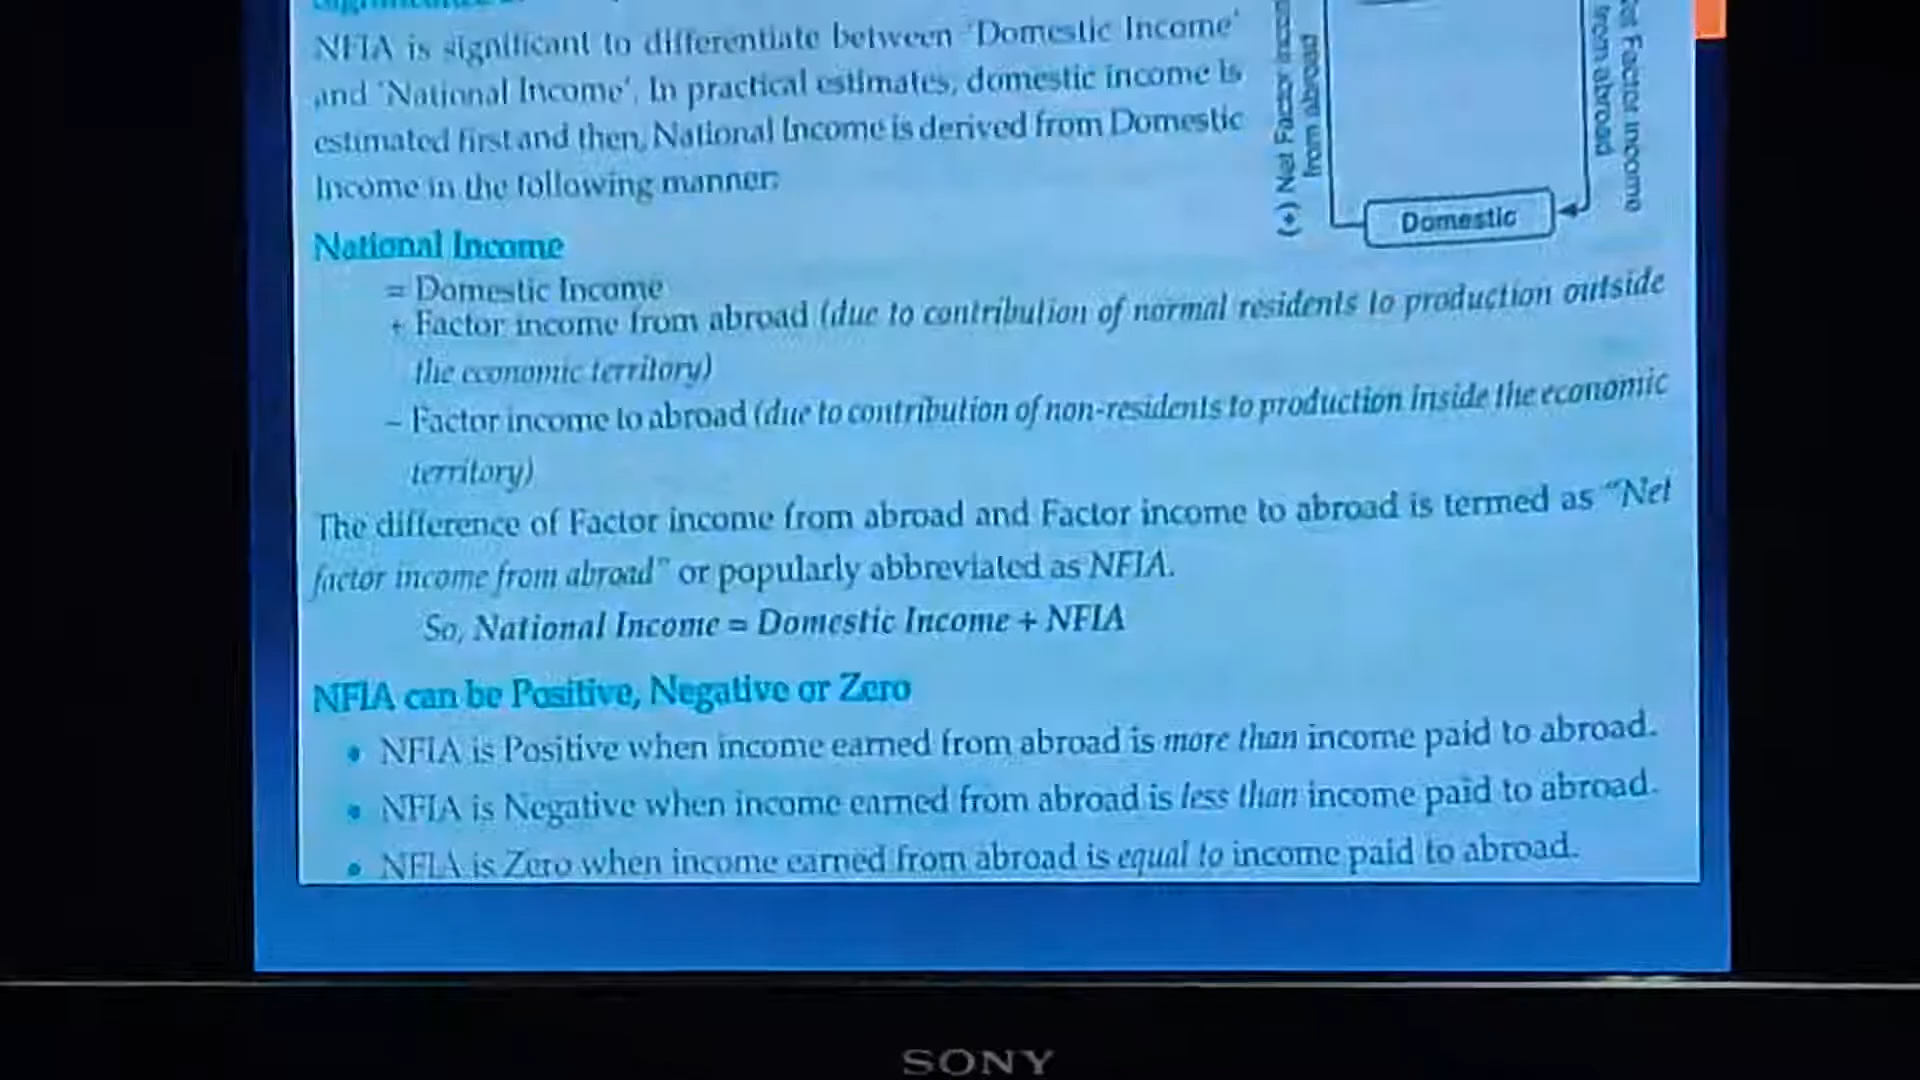 NFIA is significant to differentiate between 'Domestic Income'
and 'National Income'. In practical estimates, domestic income is
estimated first and then, National Income is derived from Domestic
Income in the following manner:
(+) Net Factor
from abroad
Factor income
from abroad
Domestic
National Income
= Domestic Income
+ Factor income from abroad (due to contribution of normal residents to production outside
the economic territory)
– Factor income to abroad (due to contribution of non-residents to production inside the economic
territory)
The difference of Factor income from abroad and Factor income to abroad is termed as "Net
factor income from abroad" or popularly abbreviated as NFIA.
So, National Income = Domestic Income + NFIA
NFIA can be Positive, Negative or Zero
• NFIA is Positive when income earned from abroad is more than income paid to abroad.
• NFIA is Negative when income earned from abroad is less than income paid to abroad.
• NFIA is Zero when income earned from abroad is equal to income paid to abroad.
SONY